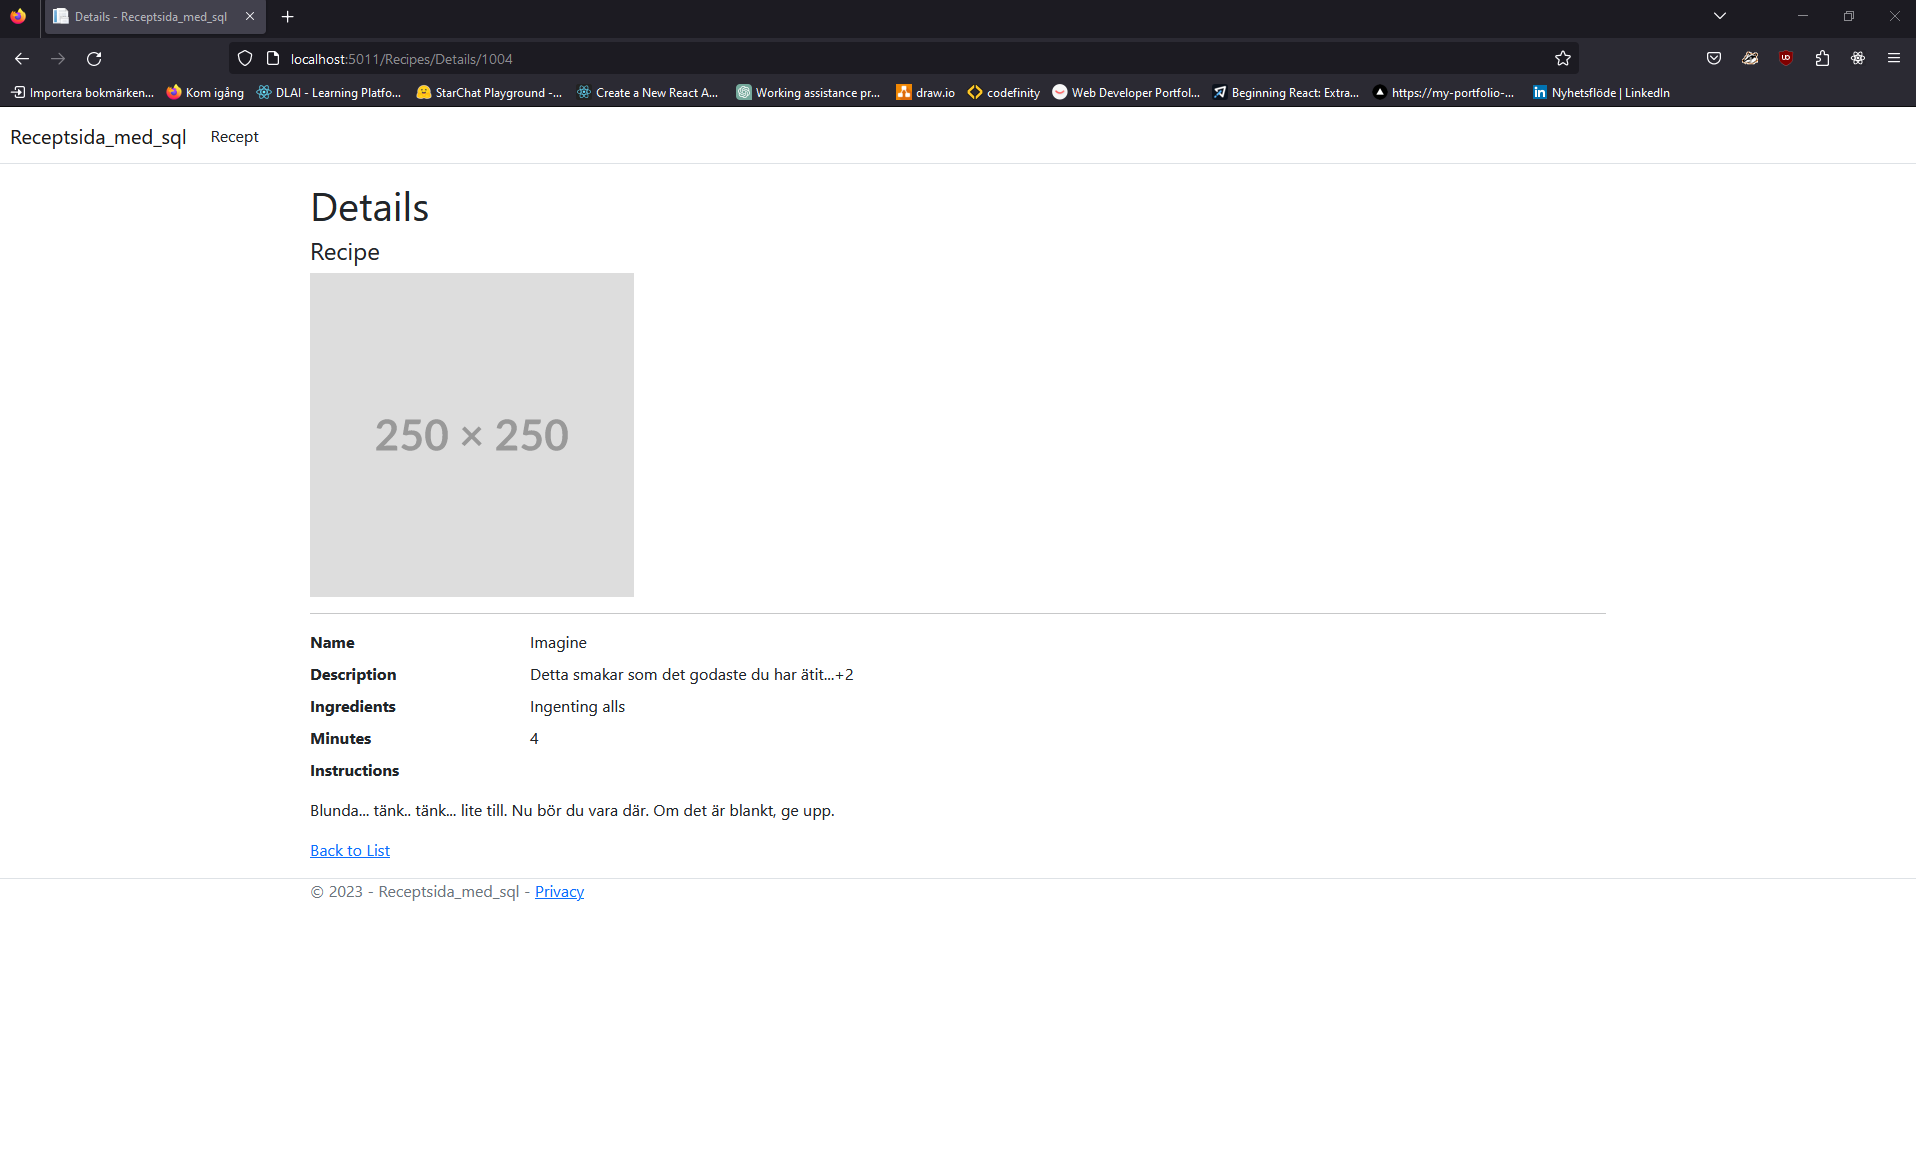 Details - Receptsida_med_sql
localhost:5011/Recipes/Details/1004
Importera bokmärken... Kom igång DLAI - Learning Platfo... StarChat Playground -... Create a New React A... Working assistance pr... draw.io codefinity Web Developer Portfol... Beginning React: Extra... https://my-portfolio-... Nyhetsflöde | LinkedIn
Receptsida_med_sql Recept
Details
Recipe
250 × 250
Name Imagine
Description Detta smakar som det godaste du har ätit...+2
Ingredients Ingenting alls
Minutes 4
Instructions
Blunda... tänk.. tänk... lite till. Nu bör du vara där. Om det är blankt, ge upp.
Back to List
© 2023 - Receptsida_med_sql - Privacy